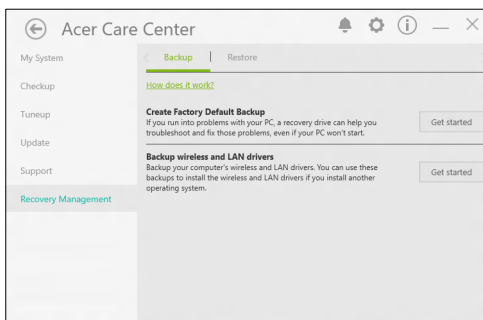 Acer Care Center
My System
Checkup
Tuneup
Update
Support
Recovery Management
Backup
Restore
How does it work?
Create Factory Default Backup
If you run into problems with your PC, a recovery drive can help you
troubleshoot and fix those problems, even if your PC won't start.
Get started
Backup wireless and LAN drivers
Backup your computer's wireless and LAN drivers. You can use these
backups to install the wireless and LAN drivers if you install another
operating system.
Get started